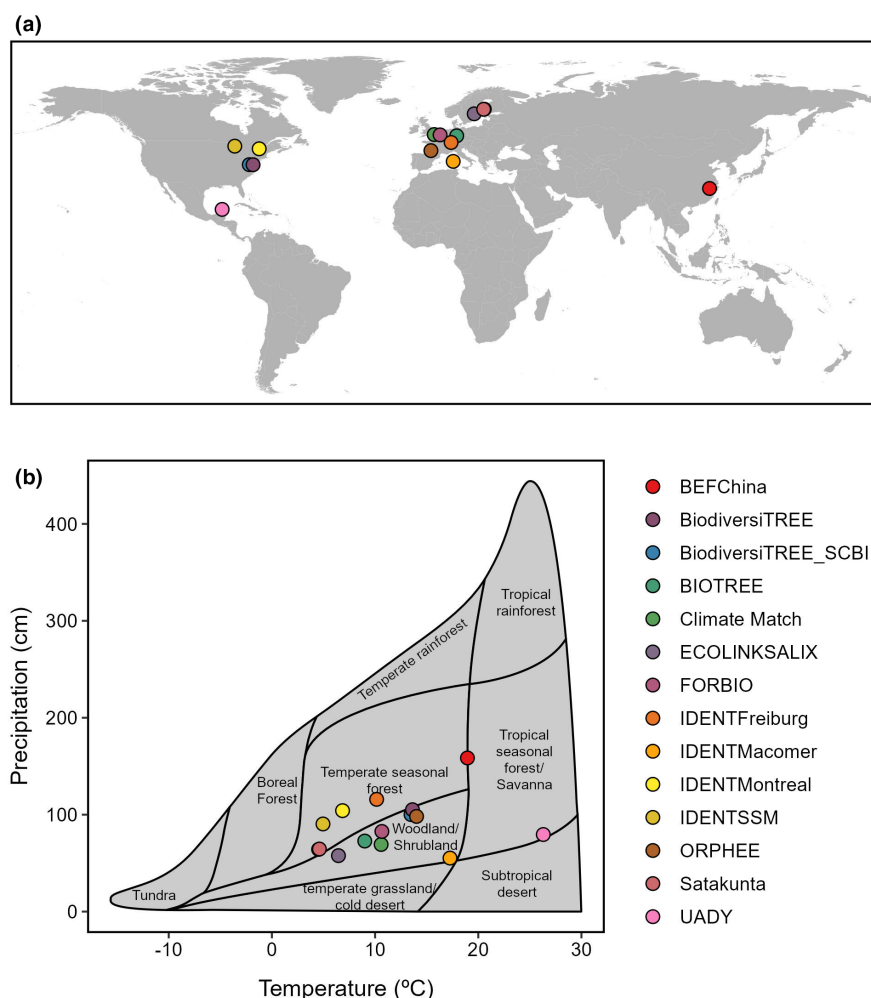 (a)
(b)
Precipitation (cm)
400
300
200
100
0
Tropical
rainforest
Temperate rainforest
Tropical
seasonal
forest/
Savanna
Boreal
Forest
Temperate seasonal
forest
Woodland/
Shrubland
Tundra
temperate grassland/
cold desert
Subtropical
desert
-10
0
10
20
30
Temperature (ºC)
BEFChina
BiodiversiTREE
BiodiversiTREE_SCBI
BIOTREE
Climate Match
ECOLINKSALIX
FORBIO
IDENTFreiburg
IDENTMacomer
IDENTMontreal
IDENTSSM
ORPHEE
Satakunta
UADY